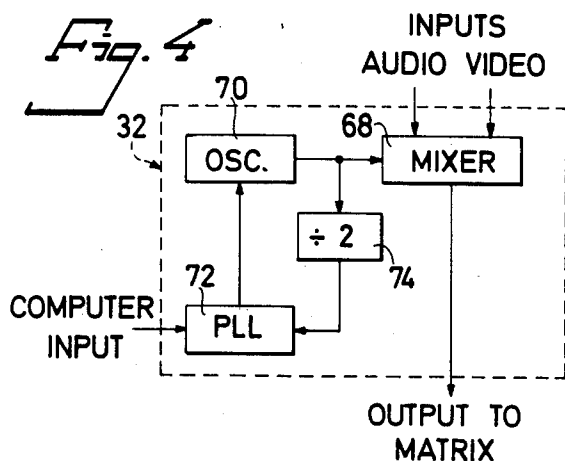 Fig. 4
INPUTS
AUDIO VIDEO
70
32
68
OSC.
MIXER
÷ 2
74
72
COMPUTER
INPUT
PLL
OUTPUT TO
MATRIX